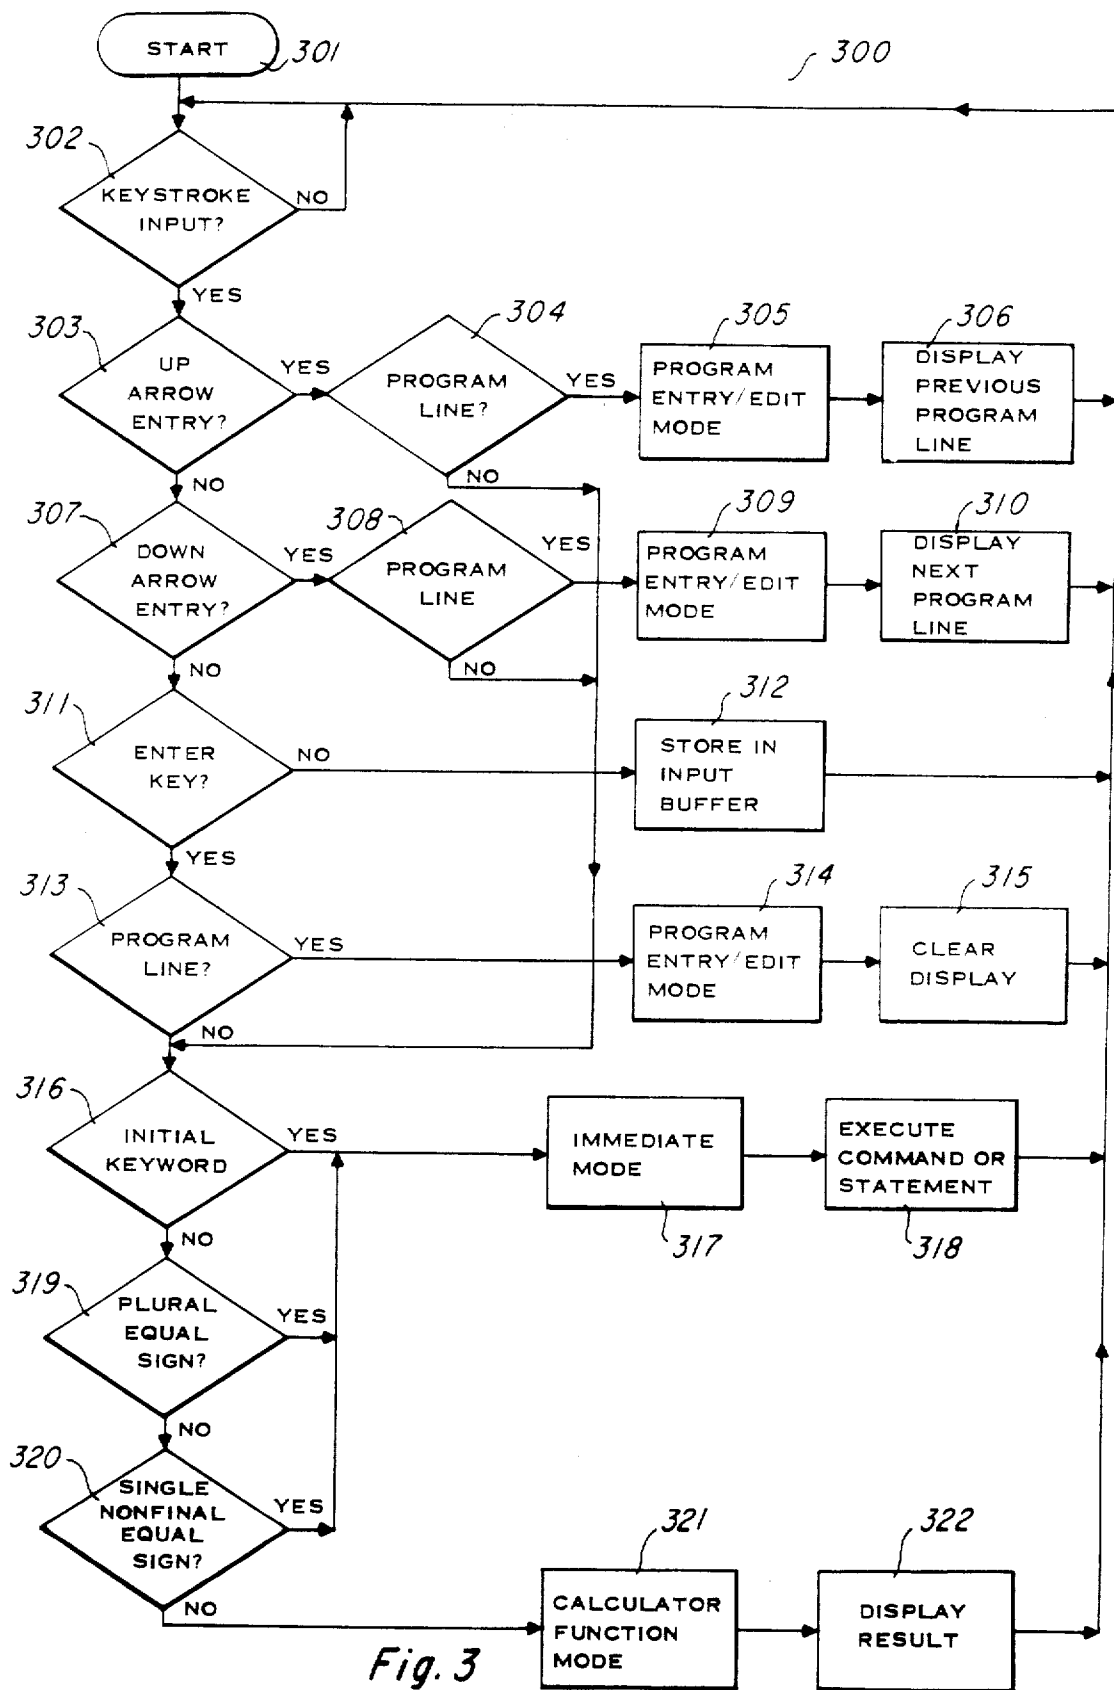 START
301
300
302
KEYSTROKE
INPUT?
NO
YES
303
UP
ARROW
ENTRY?
YES
304
PROGRAM
LINE?
YES
305
PROGRAM
ENTRY/EDIT
MODE
306
DISPLAY
PREVIOUS
PROGRAM
LINE
NO
NO
307
DOWN
ARROW
ENTRY?
YES
308
PROGRAM
LINE
YES
309
PROGRAM
ENTRY/EDIT
MODE
310
DISPLAY
NEXT
PROGRAM
LINE
NO
NO
311
ENTER
KEY?
NO
312
STORE IN
INPUT
BUFFER
YES
313
PROGRAM
LINE?
YES
314
PROGRAM
ENTRY/EDIT
MODE
315
CLEAR
DISPLAY
NO
316
INITIAL
KEYWORD
YES
IMMEDIATE
MODE
317
EXECUTE
COMMAND OR
STATEMENT
318
NO
319
PLURAL
EQUAL
SIGN?
YES
NO
320
SINGLE
NONFINAL
EQUAL
SIGN?
YES
NO
321
CALCULATOR
FUNCTION
MODE
322
DISPLAY
RESULT
Fig. 3